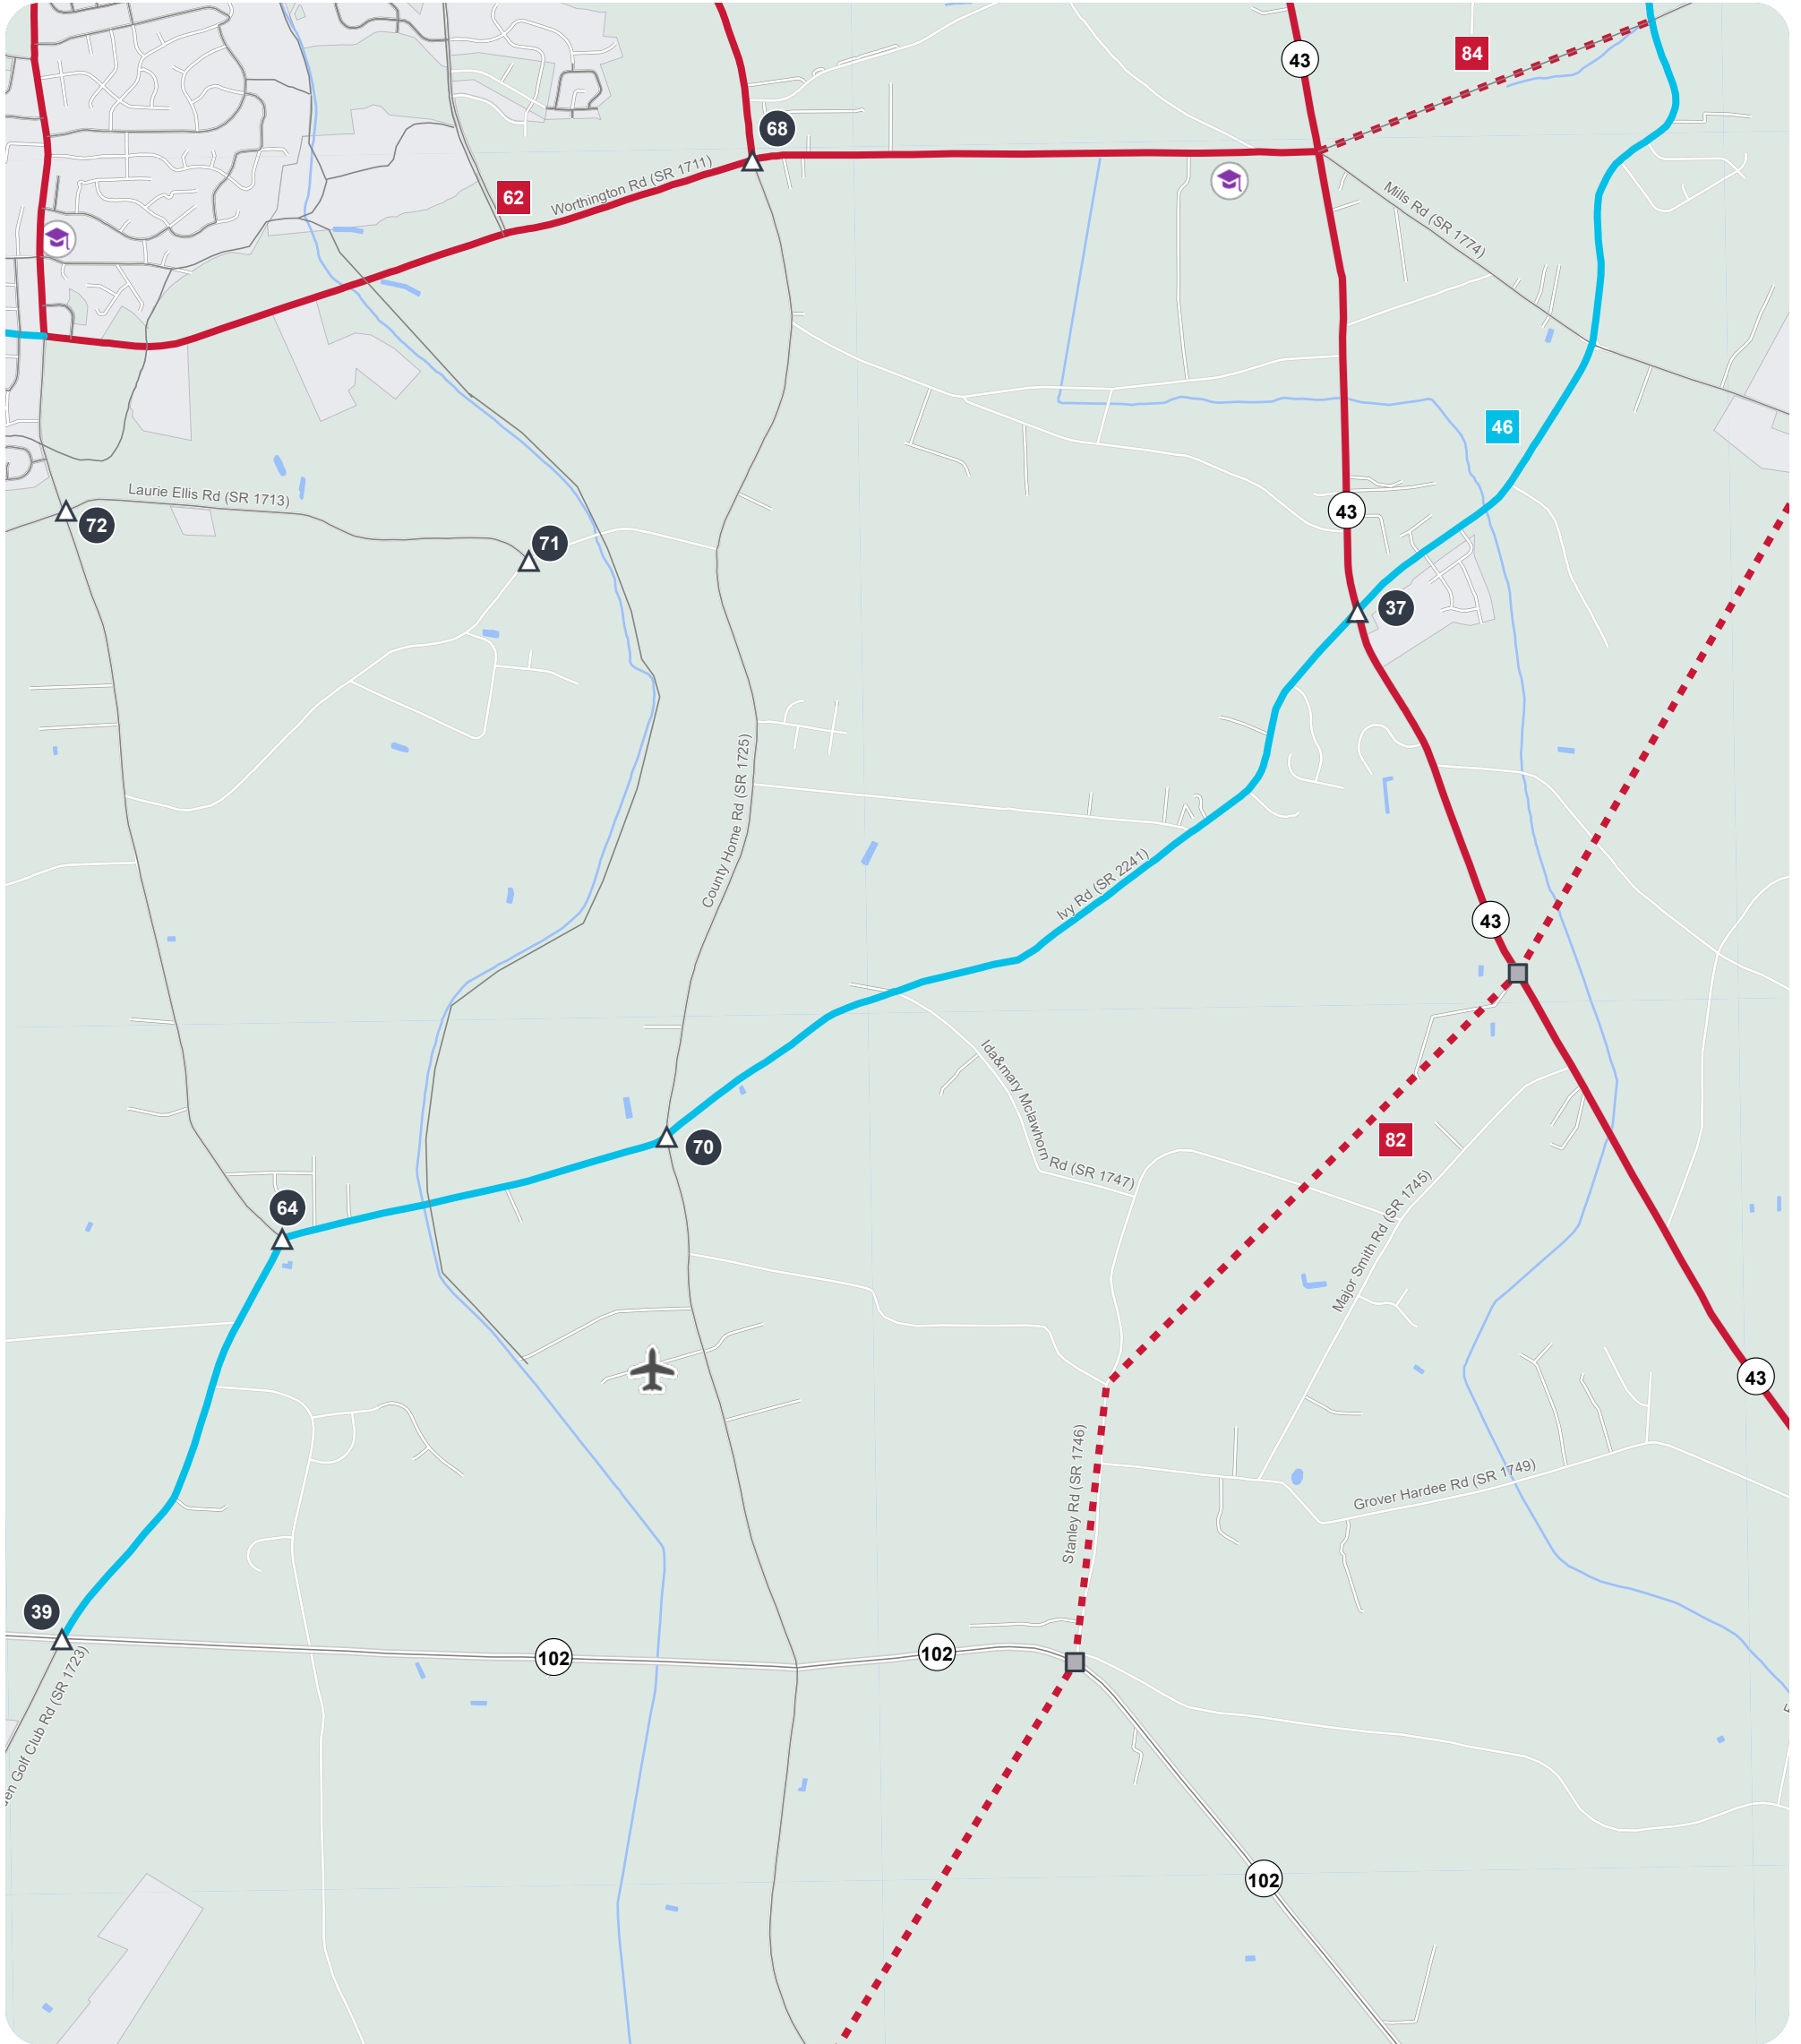 84
43
68
62
Worthington Rd (SR 1711)
Mills Rd (SR 1774)
46
Laurie Ellis Rd (SR 1713)
72
71
43
37
County Home Rd (SR 1725)
Ivy Rd (SR 2241)
43
Ida&mary Mclawhorn Rd (SR 1747)
82
70
Major Smith Rd (SR 1745)
64
43
Stanley Rd (SR 1746)
Grover Hardee Rd (SR 1749)
39
102
102
Golf Club Rd (SR 1723)
102